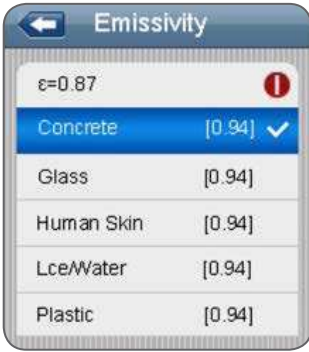 Emissivity
ε=0.87
Concrete [0.94]
Glass [0.94]
Human Skin [0.94]
Lce/Water [0.94]
Plastic [0.94]